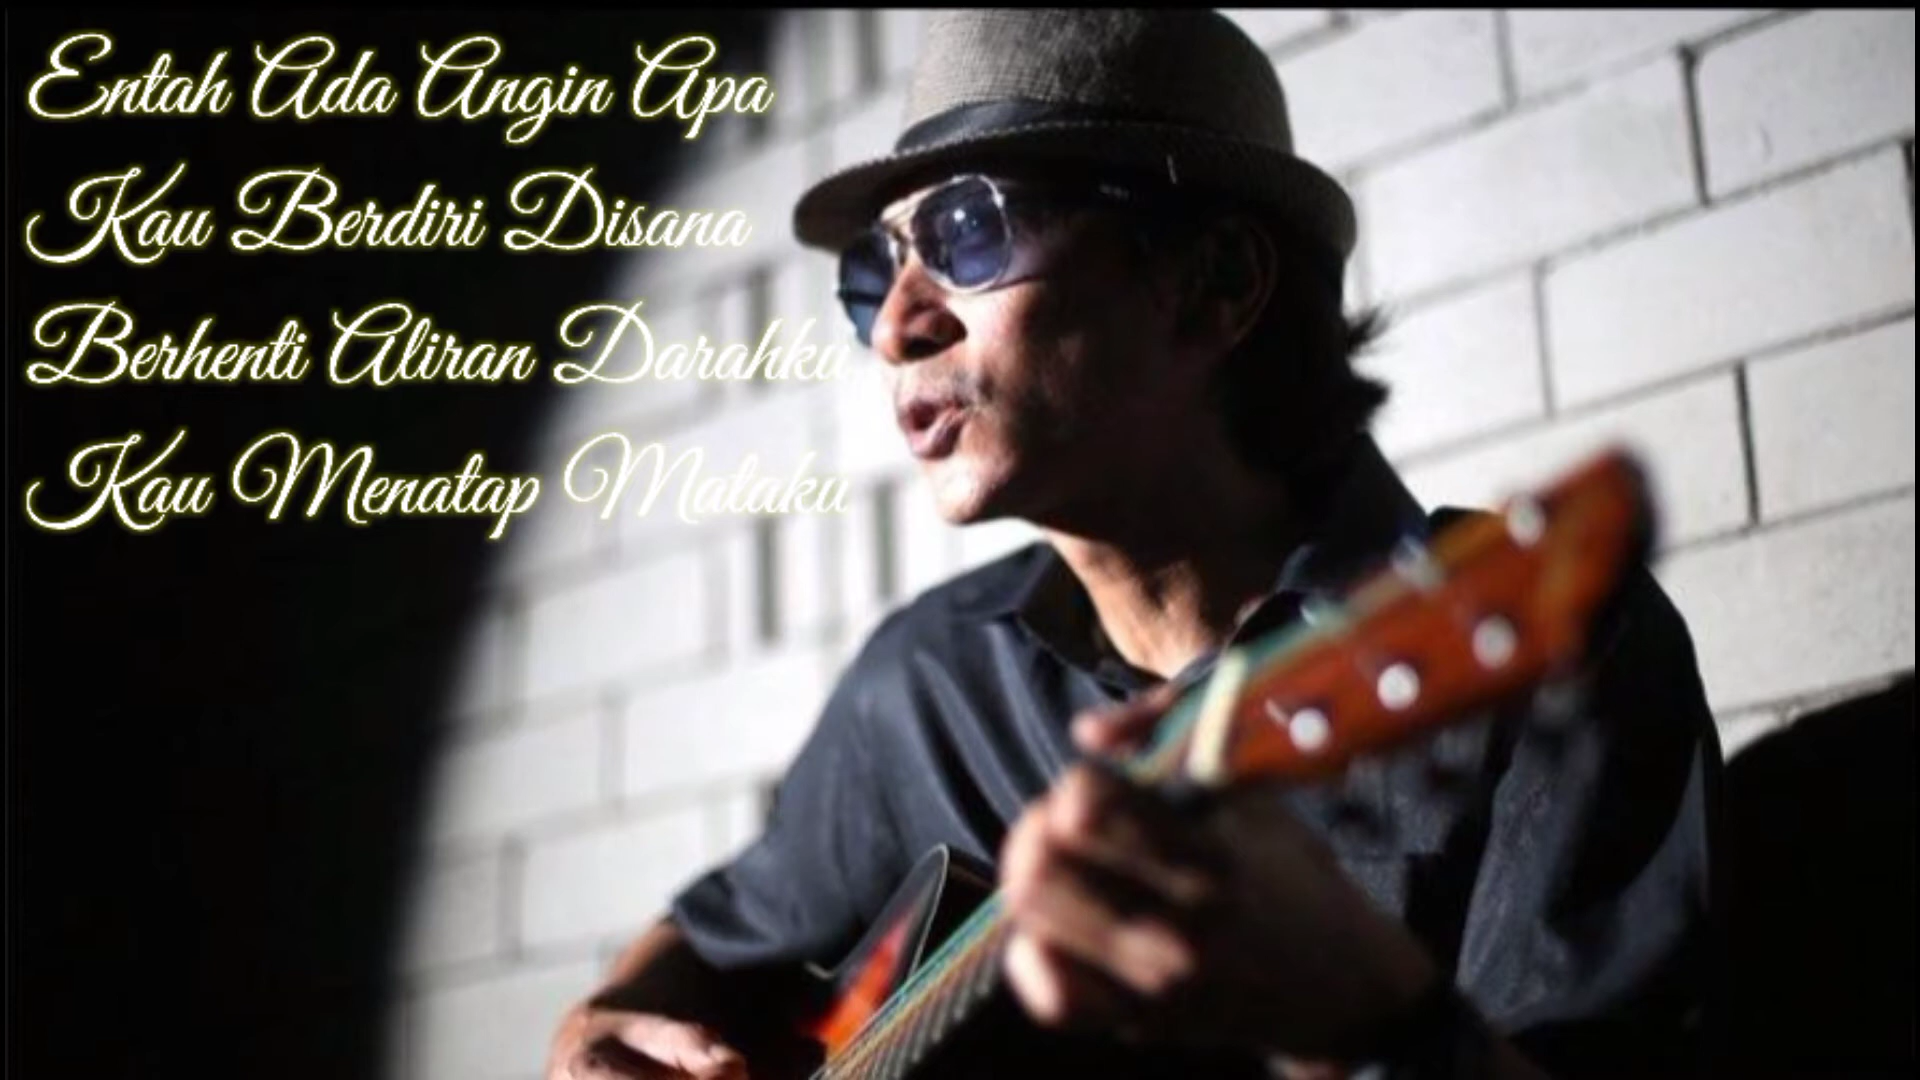 Entah Ada Angin Apa
Kau Berdiri Disana
Berhenti Aliran Darahku
Kau Menatap Mataku